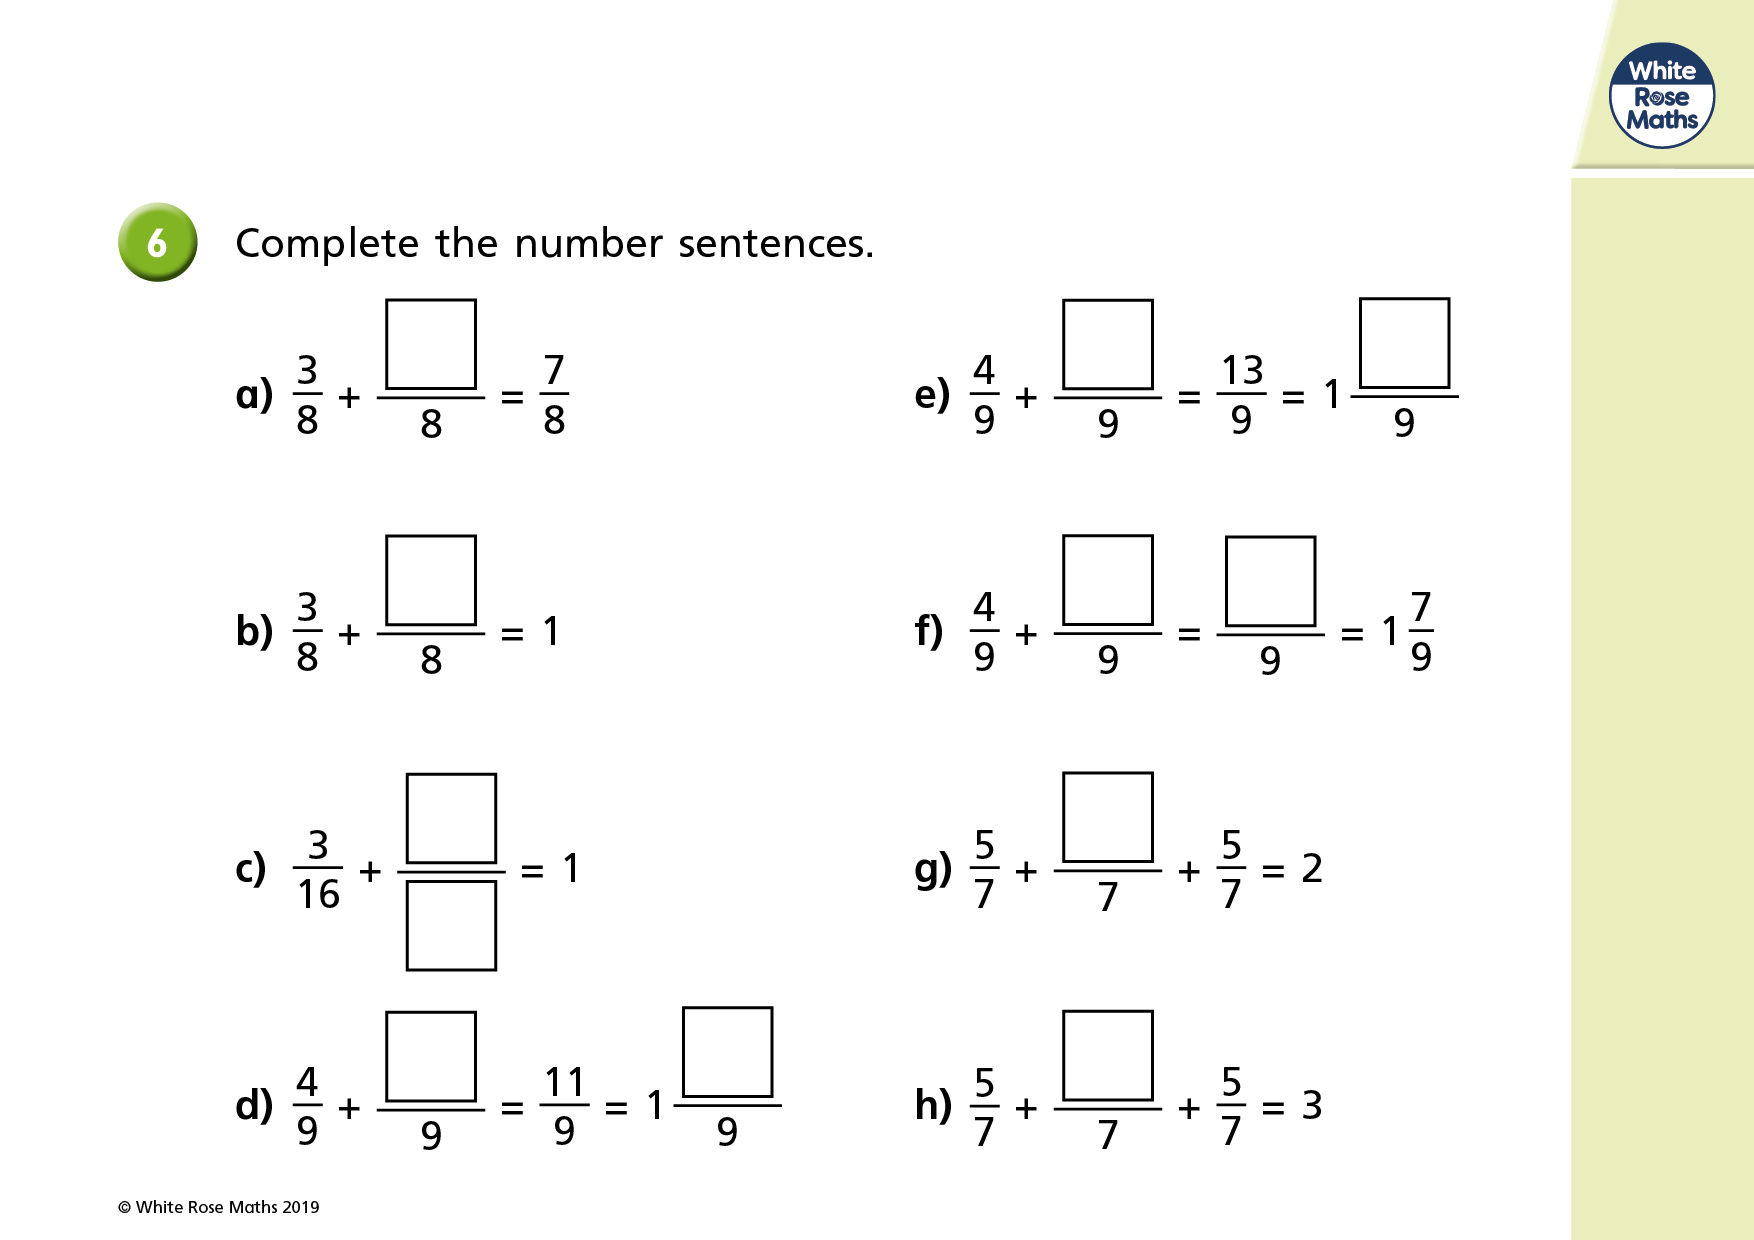 White
Rose
Maths
6 Complete the number sentences.
a) 3/8 + □/8 = 7/8
b) 3/8 + □/8 = 1
c) 3/16 + □/□ = 1
d) 4/9 + □/9 = 11/9 = 1 □/9
e) 4/9 + □/9 = 13/9 = 1 □/9
f) 4/9 + □/9 = □/9 = 1 7/9
g) 5/7 + □/7 + 5/7 = 2
h) 5/7 + □/7 + 5/7 = 3
© White Rose Maths 2019